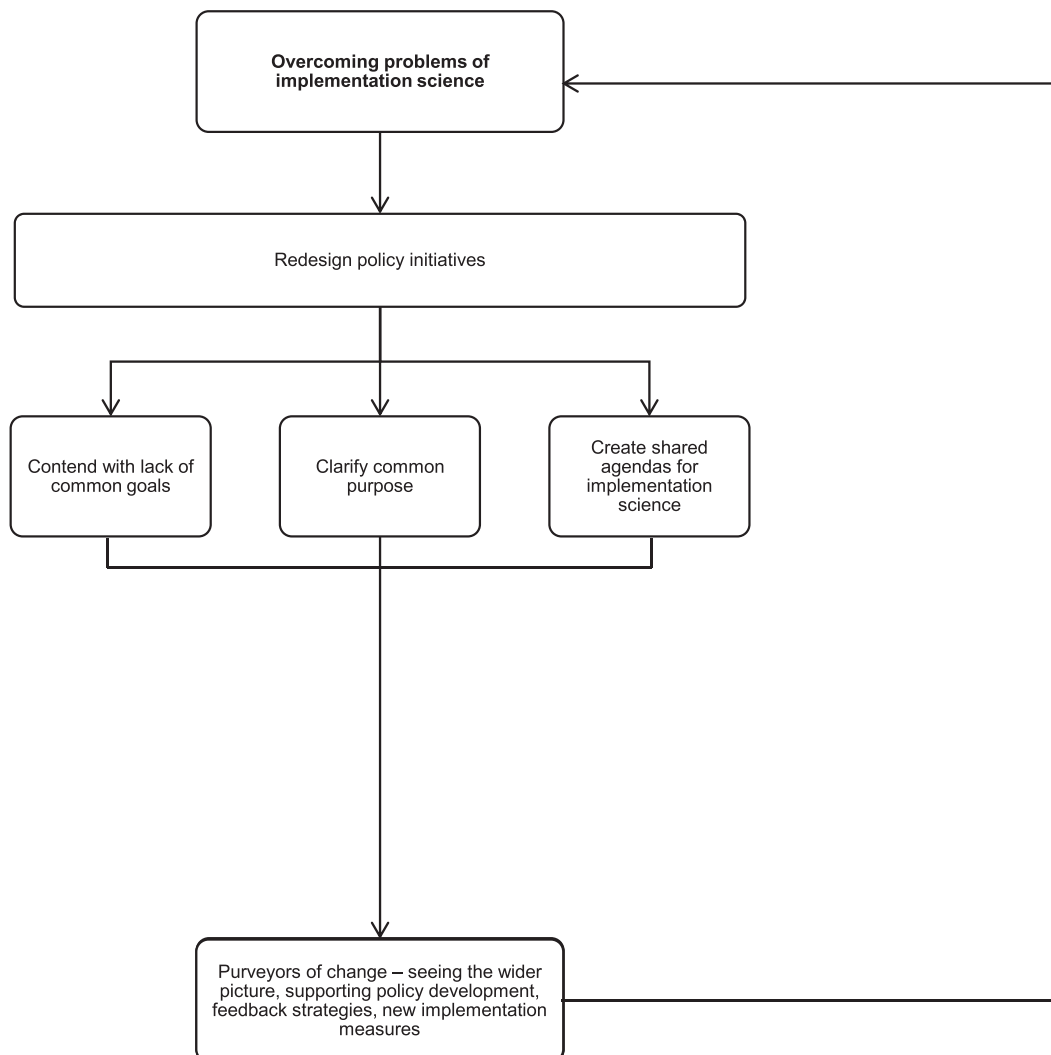 Overcoming problems of
implementation science
Redesign policy initiatives
Contend with lack of
common goals
Clarify common
purpose
Create shared
agendas for
implementation
science
Purveyors of change – seeing the wider
picture, supporting policy development,
feedback strategies, new implementation
measures